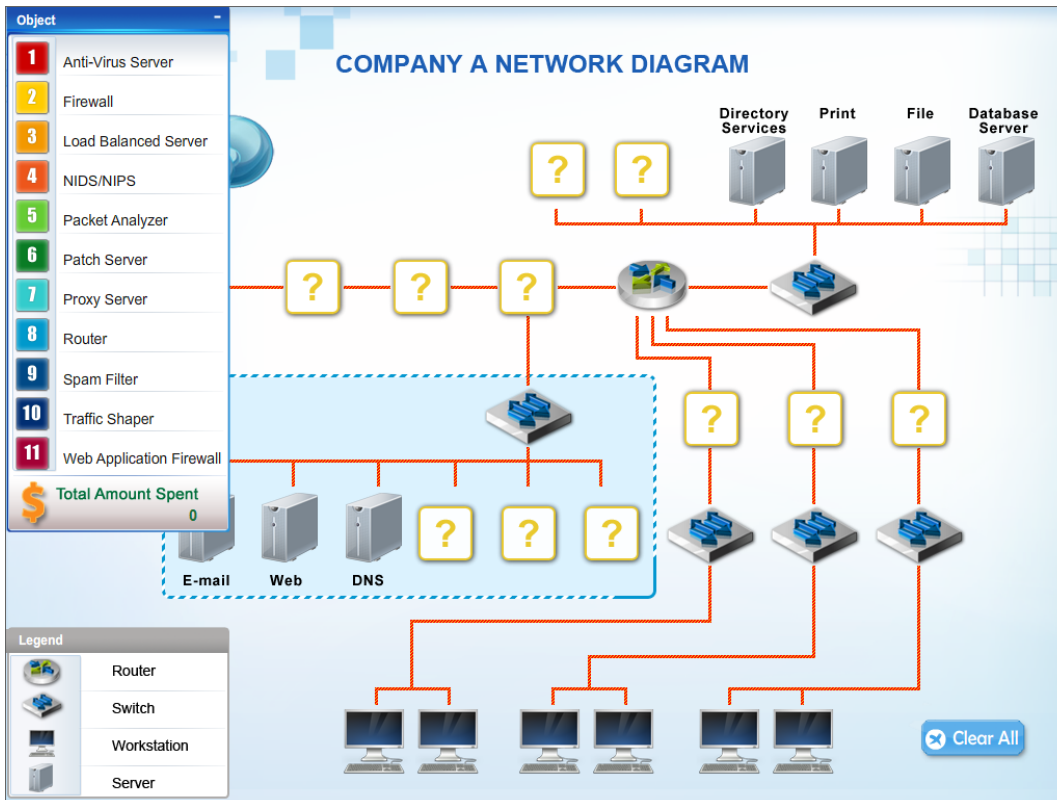 Object -
1 Anti-Virus Server
2 Firewall
3 Load Balanced Server
4 NIDS/NIPS
5 Packet Analyzer
6 Patch Server
7 Proxy Server
8 Router
9 Spam Filter
10 Traffic Shaper
11 Web Application Firewall
$ Total Amount Spent
0
COMPANY A NETWORK DIAGRAM
Directory
Services
Print
File
Database
Server
? ?
? ? ?
? ? ?
? ? ?
E-mail Web DNS
Legend
Router
Switch
Workstation
Server
Clear All